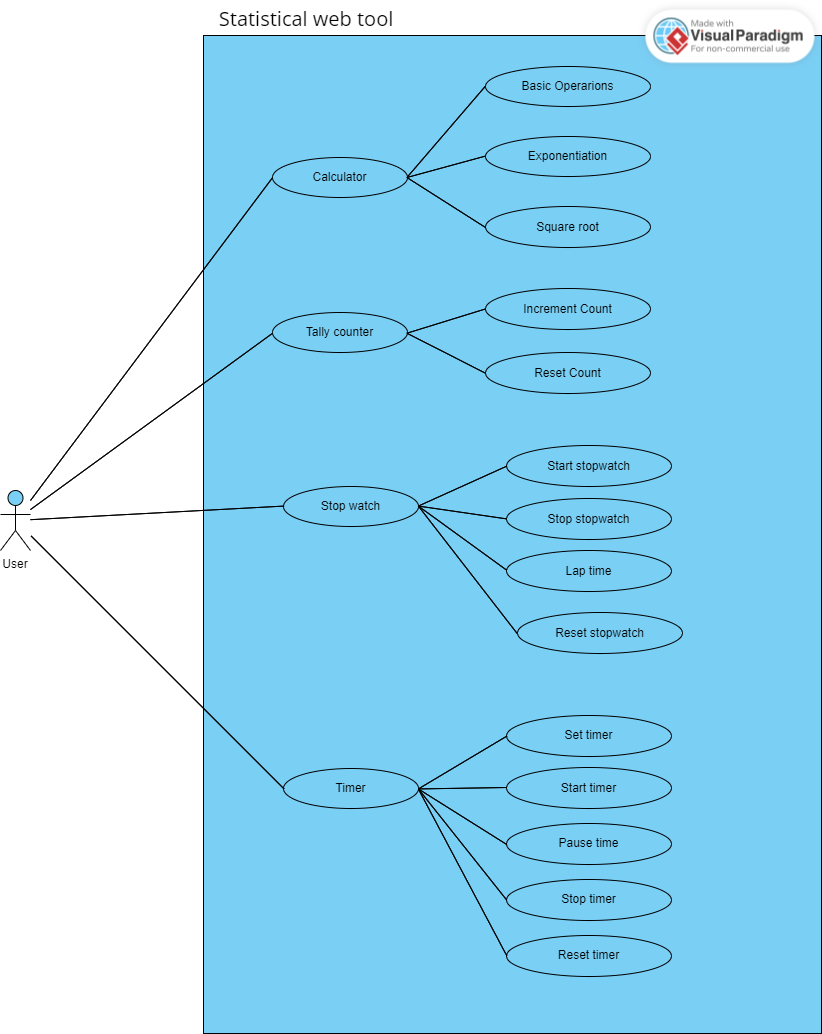 Statistical web tool
Made with
VisualParadigm
For non-commercial use
Basic Operarions
Exponentiation
Calculator
Square root
Increment Count
Tally counter
Reset Count
Start stopwatch
Stop watch
Stop stopwatch
User
Lap time
Reset stopwatch
Set timer
Timer
Start timer
Pause time
Stop timer
Reset timer